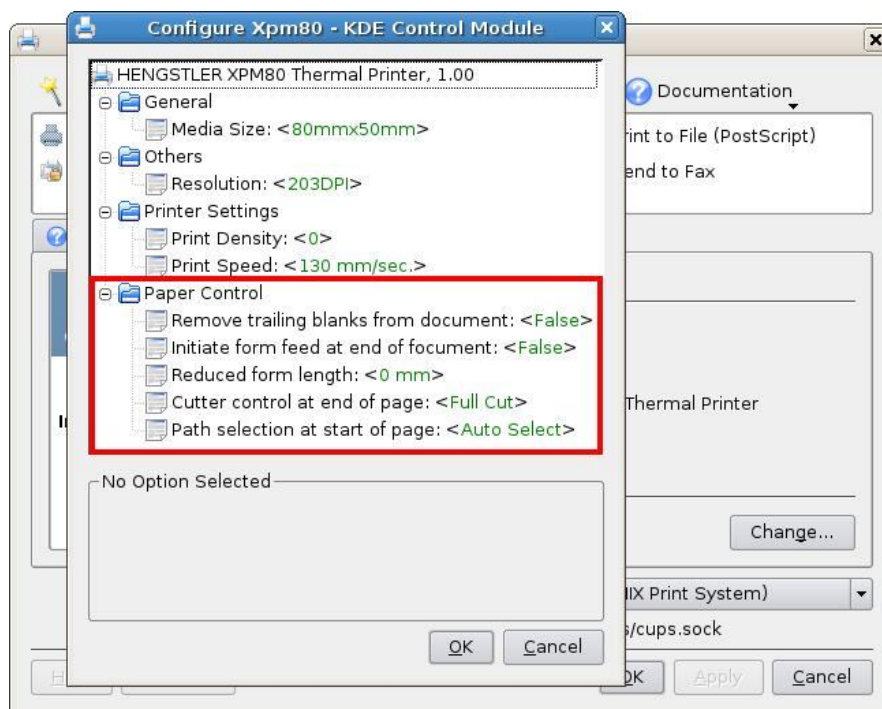 Configure Xpm80 - KDE Control Module
HENGSTLER XPM80 Thermal Printer, 1.00
General
Media Size: <80mmx50mm>
Others
Resolution: <203DPI>
Printer Settings
Print Density: <0>
Print Speed: <130 mm/sec.>
Paper Control
Remove trailing blanks from document: <False>
Initiate form feed at end of focument: <False>
Reduced form length: <0 mm>
Cutter control at end of page: <Full Cut>
Path selection at start of page: <Auto Select>
No Option Selected
OK Cancel
Documentation
rint to File (PostScript)
end to Fax
Thermal Printer
Change...
IX Print System)
s/cups.sock
OK Apply Cancel